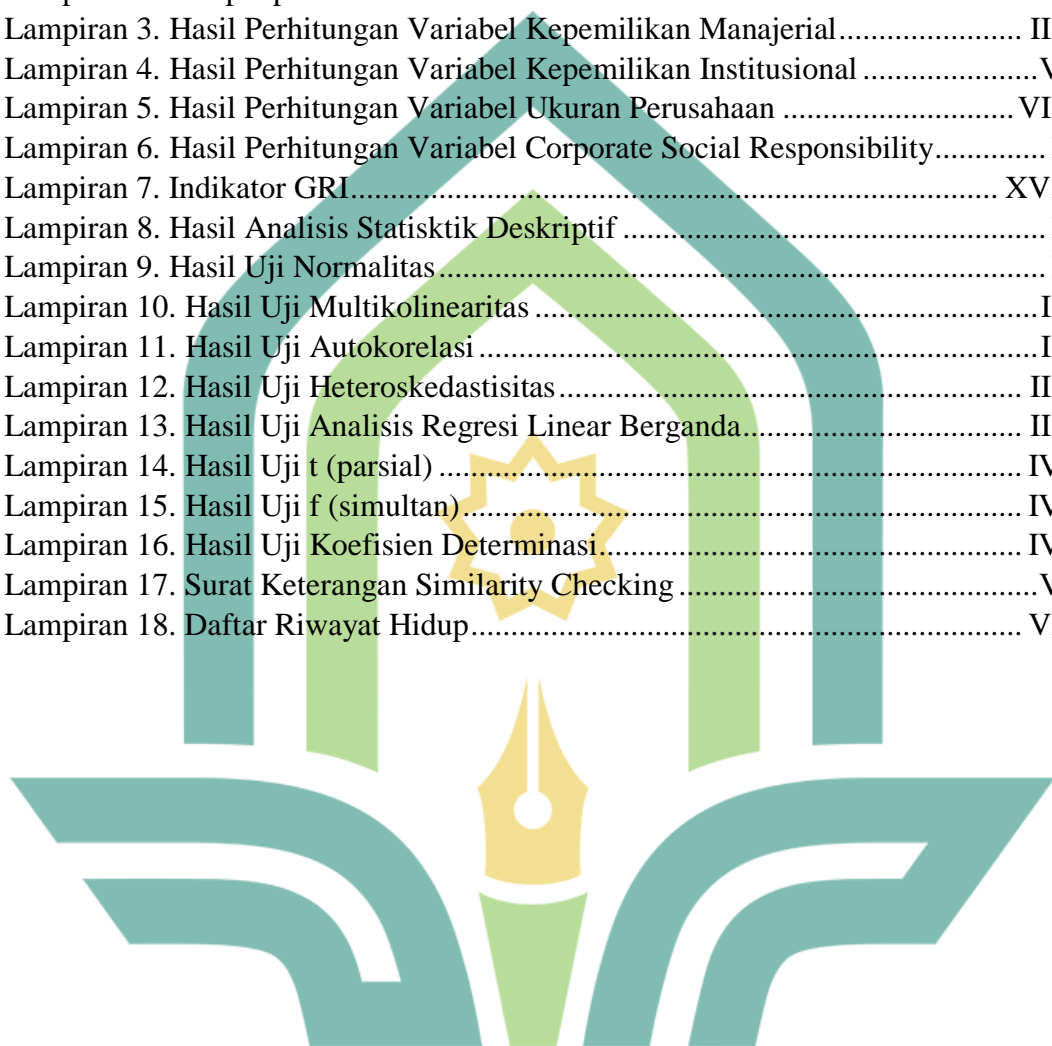 Lampiran 3. Hasil Perhitungan Variabel Kepemilikan Manajerial....................... II
Lampiran 4. Hasil Perhitungan Variabel Kepemilikan Institusional ...................V
Lampiran 5. Hasil Perhitungan Variabel Ukuran Perusahaan ......................... VI
Lampiran 6. Hasil Perhitungan Variabel Corporate Social Responsibility............
Lampiran 7. Indikator GRI...................................................................... XV
Lampiran 8. Hasil Analisis Statisktik Deskriptif ..............................................
Lampiran 9. Hasil Uji Normalitas..................................................................
Lampiran 10. Hasil Uji Multikolinearitas .......................................................I
Lampiran 11. Hasil Uji Autokorelasi .............................................................I
Lampiran 12. Hasil Uji Heteroskedastisitas.................................................. II
Lampiran 13. Hasil Uji Analisis Regresi Linear Berganda.............................. II
Lampiran 14. Hasil Uji t (parsial) ............................................................... IV
Lampiran 15. Hasil Uji f (simultan)............................................................. IV
Lampiran 16. Hasil Uji Koefisien Determinasi.............................................. IV
Lampiran 17. Surat Keterangan Similarity Checking .......................................V
Lampiran 18. Daftar Riwayat Hidup............................................................ V